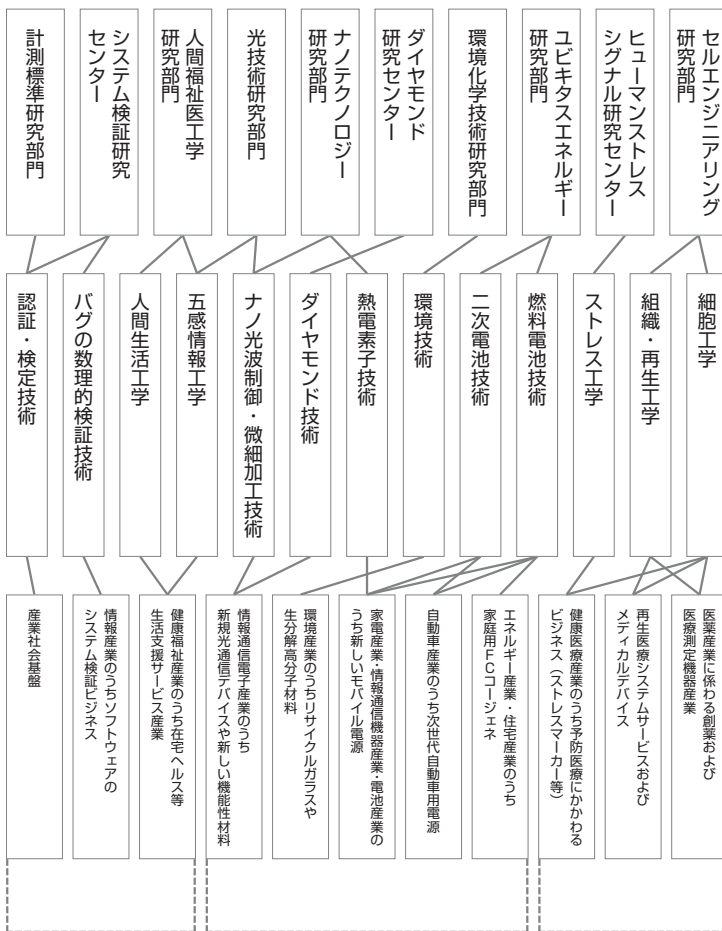 セルエンジニアリング
研究部門
ヒューマンストレス
シグナル研究センター
ユビキタスエネルギー
研究部門
環境化学技術研究部門
ダイヤモンド
研究センター
ナノテクノロジー
研究部門
光技術研究部門
人間福祉医工学
研究部門
システム検証研究
センター
計測標準研究部門
細胞工学
組織・再生工学
ストレス工学
燃料電池技術
二次電池技術
環境技術
熱電素子技術
ダイヤモンド技術
ナノ光波制御・微細加工技術
五感情報工学
人間生活工学
バグの数理的検証技術
認証・検定技術
医薬産業に係わる創薬および
医療測定機器産業
再生医療システムサービスおよび
メディカルデバイス
健康医療産業のうち予防医療にかかわる
ビジネス（ストレスマーカー等）
エネルギー産業・住宅産業のうち
家庭用FCコージェネ
自動車産業のうち次世代自動車用電源
家電産業・情報通信機器産業・電池産業の
うち新しいモバイル電源
環境産業のうちリサイクルガラスや
生分解高分子材料
情報通信電子産業のうち
新規光通信デバイスや新しい機能性材料
健康福祉産業のうち在宅ヘルス等
生活支援サービス産業
情報産業のうちソフトウェアの
システム検証ビジネス
産業社会基盤